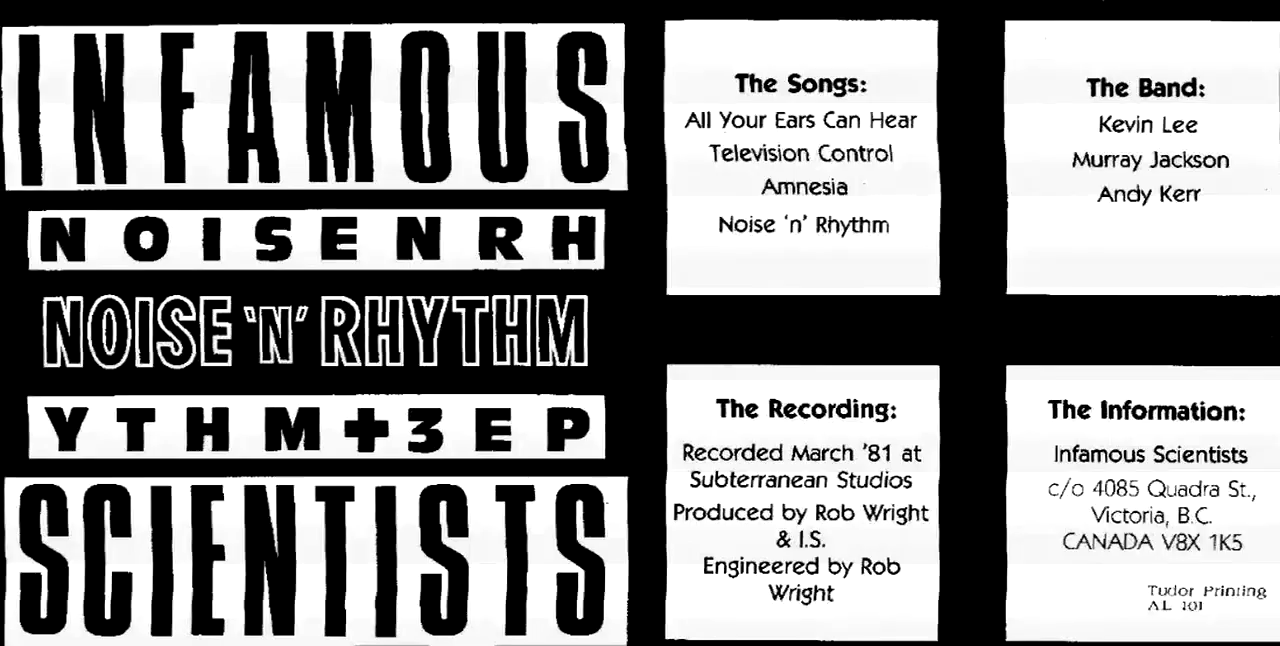 INFAMOUS
NOISENRH
NOISE 'N' RHYTHM
YTHM+3EP
SCIENTISTS
The Songs:
All Your Ears Can Hear
Television Control
Amnesia
Noise 'n' Rhythm
The Band:
Kevin Lee
Murray Jackson
Andy Kerr
The Recording:
Recorded March '81 at
Subterranean Studios
Produced by Rob Wright
& I.S.
Engineered by Rob
Wright
The Information:
Infamous Scientists
c/o 4085 Quadra St.,
Victoria, B.C.
CANADA V8X 1K5
Tudor Printing
AL 101